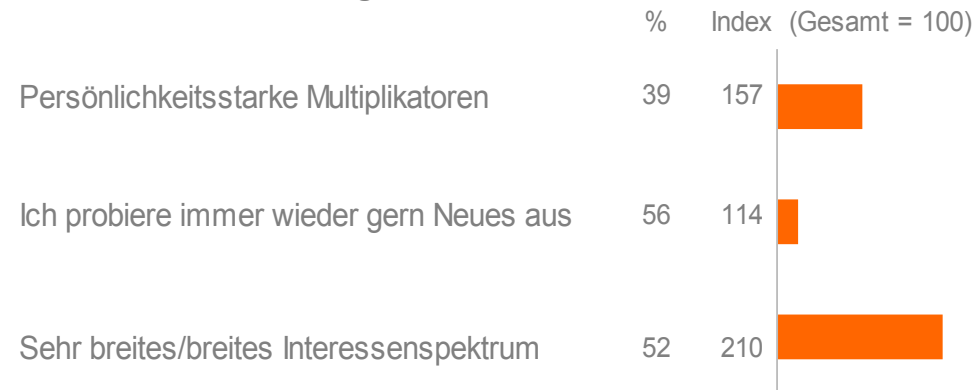 % Index (Gesamt = 100)
Persönlichkeitsstarke Multiplikatoren 39 157
Ich probiere immer wieder gern Neues aus 56 114
Sehr breites/breites Interessenspektrum 52 210